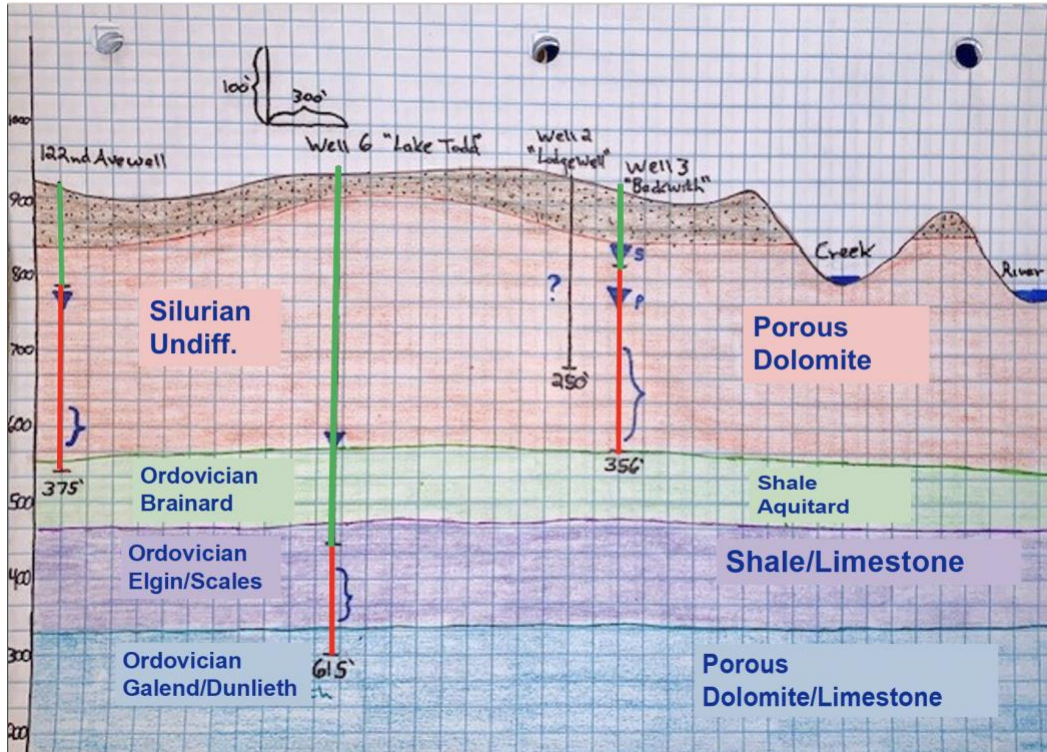 100'
300'
1000
122nd Ave well
Well 6 "Lake Todd"
Well 2
"Lodge Well"
Well 3
"Beckwith"
900
S
Creek
River
800
?
P
Silurian
Undiff.
Porous
Dolomite
700
250'
600
356'
375'
Ordovician
Brainard
Shale
Aquitard
500
Ordovician
Elgin/Scales
Shale/Limestone
400
300
Ordovician
Galend/Dunlieth
615'
Porous
Dolomite/Limestone
200